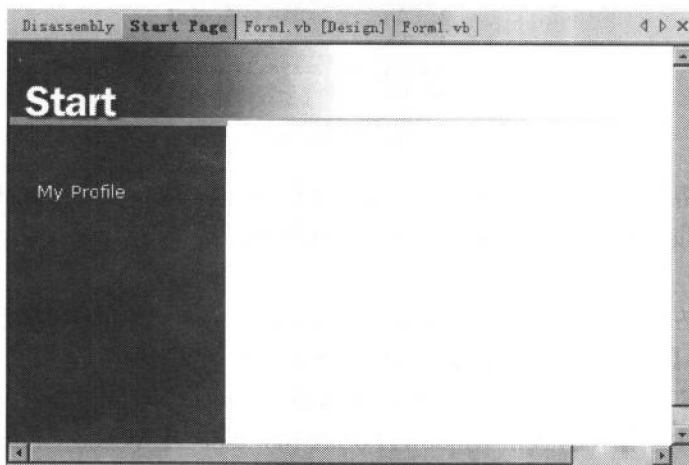 Disassembly Start Page Form1.vb [Design] Form1.vb
Start
My Profile